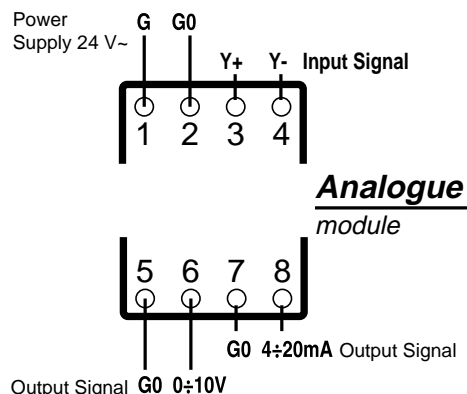 Power G G0
Supply 24 V~
Y+ Y- Input Signal
1 2 3 4
Analogue
module
5 6 7 8
G0 4÷20mA Output Signal
Output Signal G0 0÷10V